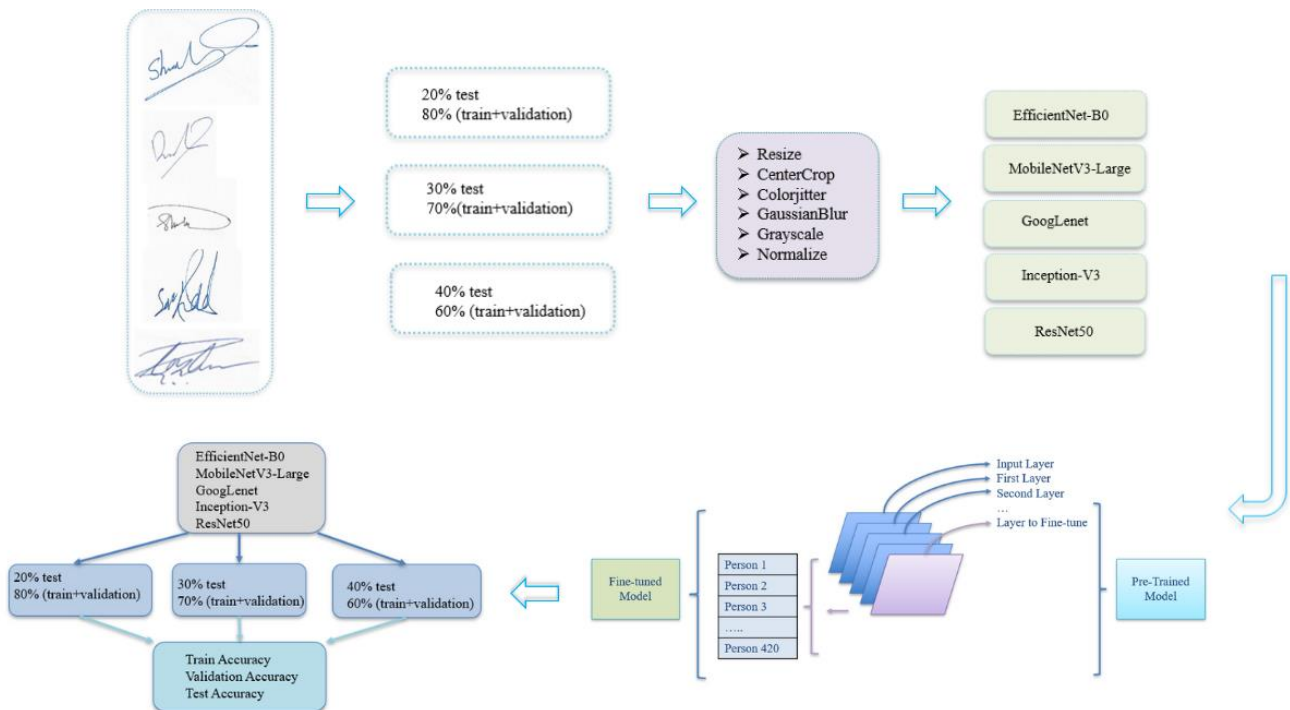 20% test
80% (train+validation)
30% test
70%(train+validation)
40% test
60% (train+validation)
➢ Resize
➢ CenterCrop
➢ Colorjitter
➢ GaussianBlur
➢ Grayscale
➢ Normalize
EfficientNet-B0
MobileNetV3-Large
GoogLenet
Inception-V3
ResNet50
Input Layer
First Layer
Second Layer
…
Layer to Fine-tune
Pre-Trained
Model
Person 1
Person 2
Person 3
…..
Person 420
Fine-tuned
Model
EfficientNet-B0
MobileNetV3-Large
GoogLenet
Inception-V3
ResNet50
20% test
80% (train+validation)
30% test
70% (train+validation)
40% test
60% (train+validation)
Train Accuracy
Validation Accuracy
Test Accuracy